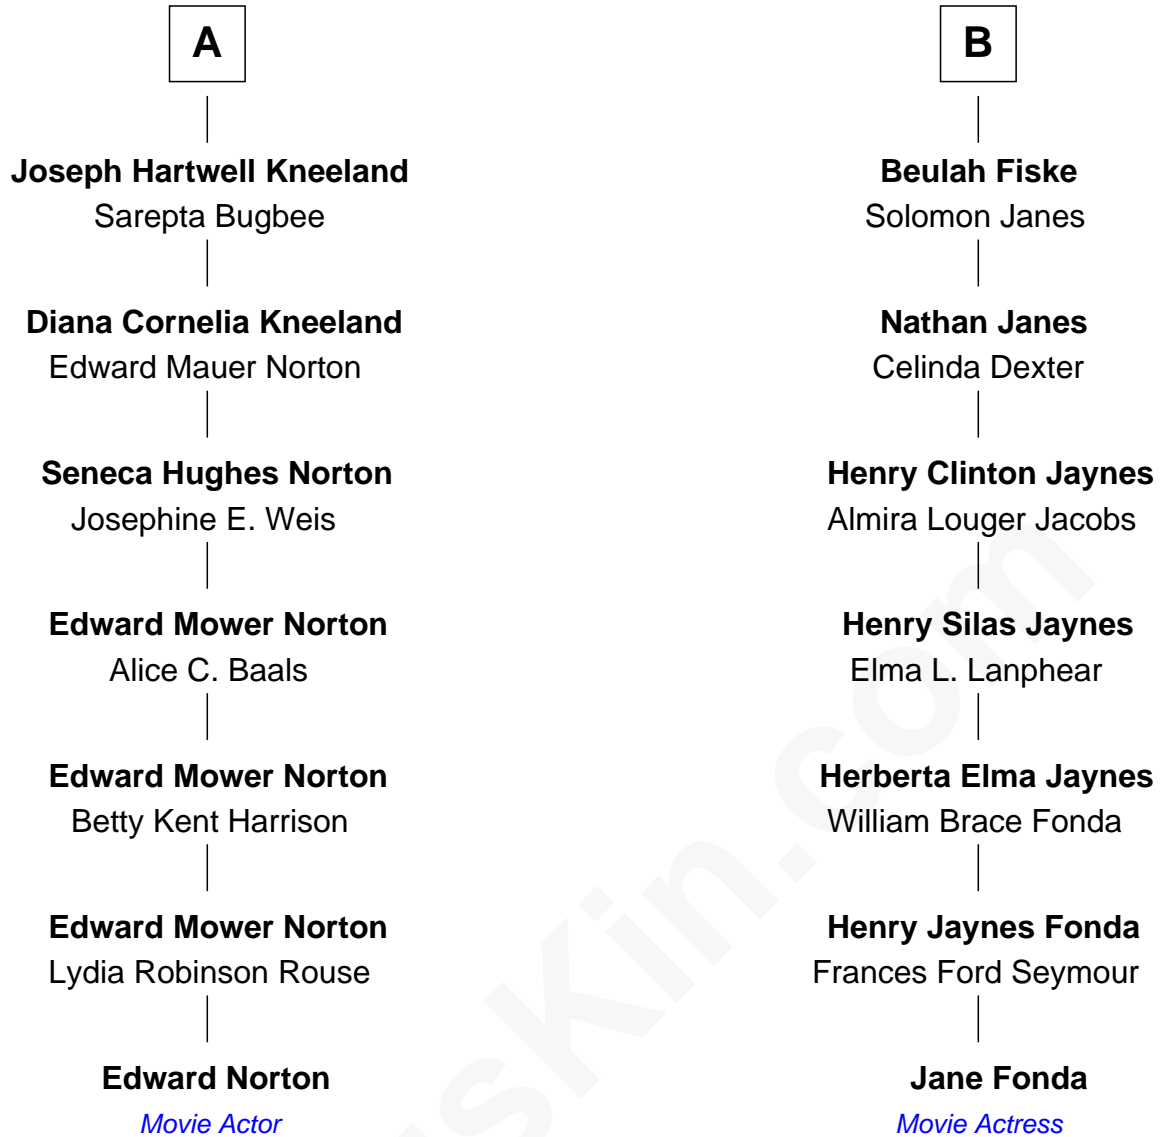 A
Joseph Hartwell Kneeland
Sarepta Bugbee
Diana Cornelia Kneeland
Edward Mauer Norton
Seneca Hughes Norton
Josephine E. Weis
Edward Mower Norton
Alice C. Baals
Edward Mower Norton
Betty Kent Harrison
Edward Mower Norton
Lydia Robinson Rouse
Edward Norton
Movie Actor
B
Beulah Fiske
Solomon Janes
Nathan Janes
Celinda Dexter
Henry Clinton Jaynes
Almira Louger Jacobs
Henry Silas Jaynes
Elma L. Lanphear
Herberta Elma Jaynes
William Brace Fonda
Henry Jaynes Fonda
Frances Ford Seymour
Jane Fonda
Movie Actress